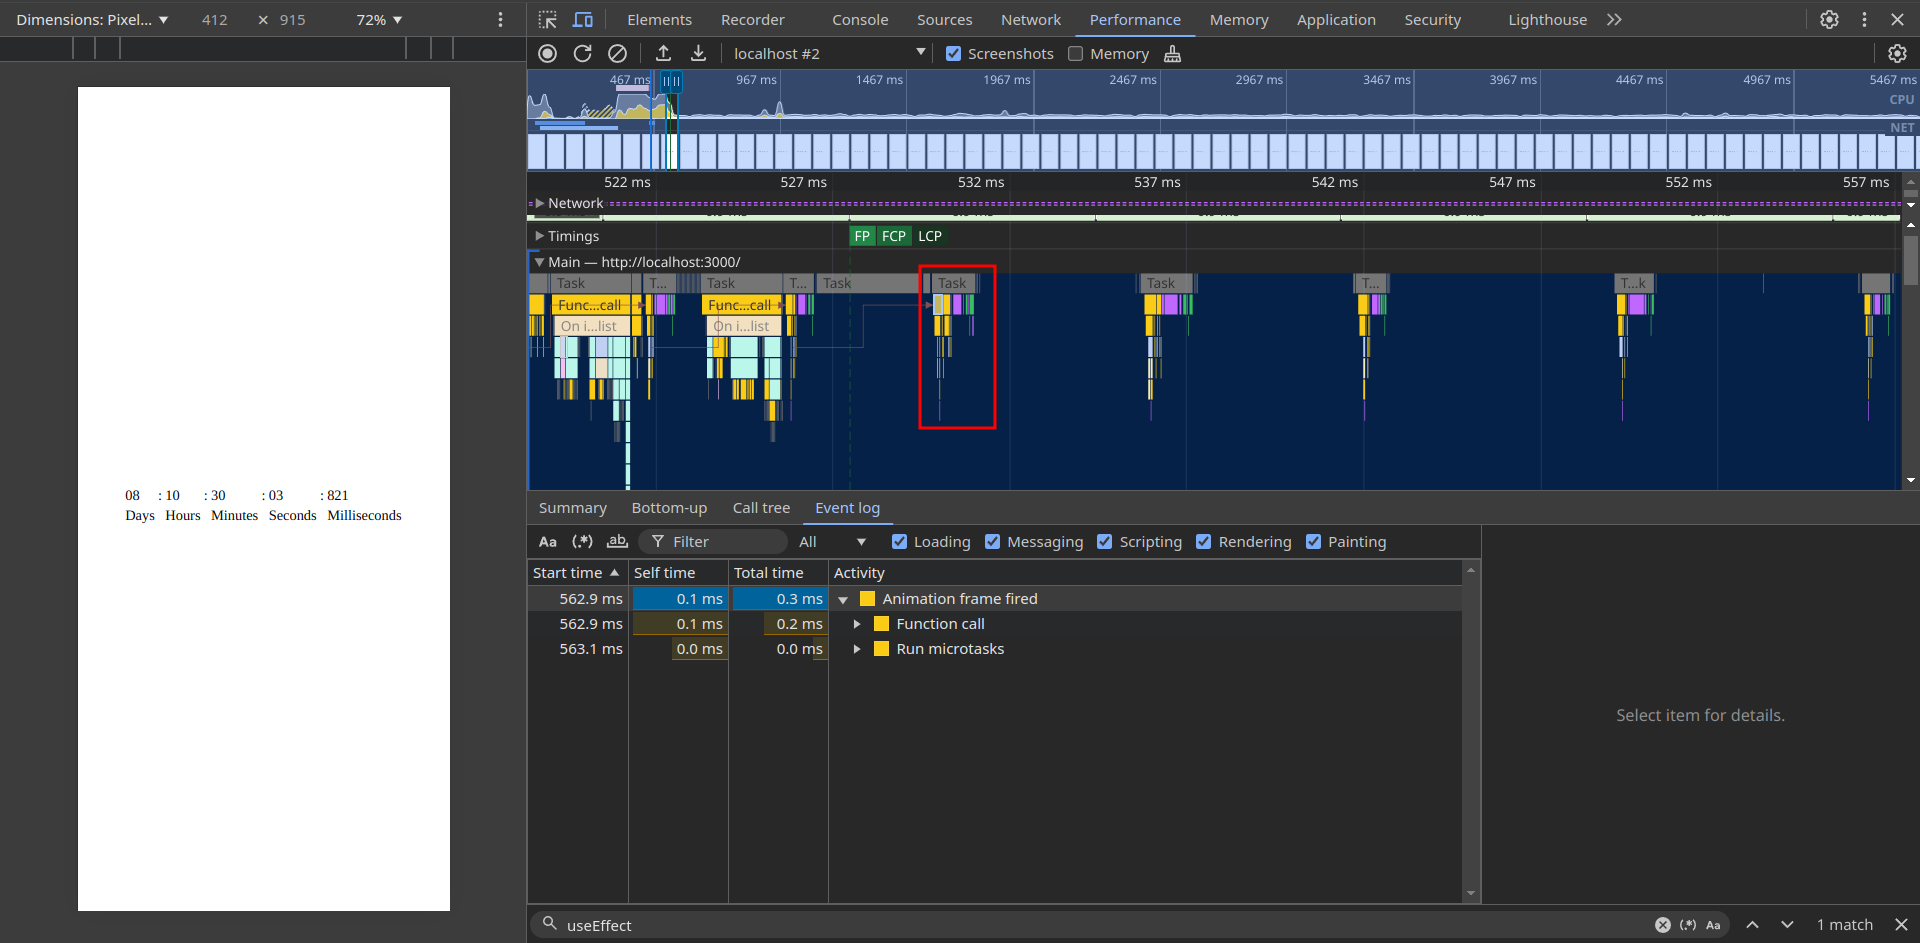 Dimensions: Pixel... ▼ 412 × 915 72% ▼
Elements Recorder Console Sources Network Performance Memory Application Security Lighthouse
localhost #2 Screenshots Memory
467 ms 967 ms 1467 ms 1967 ms 2467 ms 2967 ms 3467 ms 3967 ms 4467 ms 4967 ms 5467 ms
CPU
NET
522 ms 527 ms 532 ms 537 ms 542 ms 547 ms 552 ms 557 ms
Network
Timings FP FCP LCP
Main — http://localhost:3000/
Task T... Task T... Task Task Task T... T...k
Func...call Func...call
On i...list On i...list
08 : 10 : 30 : 03 : 821
Days Hours Minutes Seconds Milliseconds
Summary Bottom-up Call tree Event log
Aa (.*) ab Filter All Loading Messaging Scripting Rendering Painting
Start time Self time Total time Activity
562.9 ms 0.1 ms 0.3 ms Animation frame fired
562.9 ms 0.1 ms 0.2 ms Function call
563.1 ms 0.0 ms 0.0 ms Run microtasks
Select item for details.
useEffect (.*) Aa 1 match